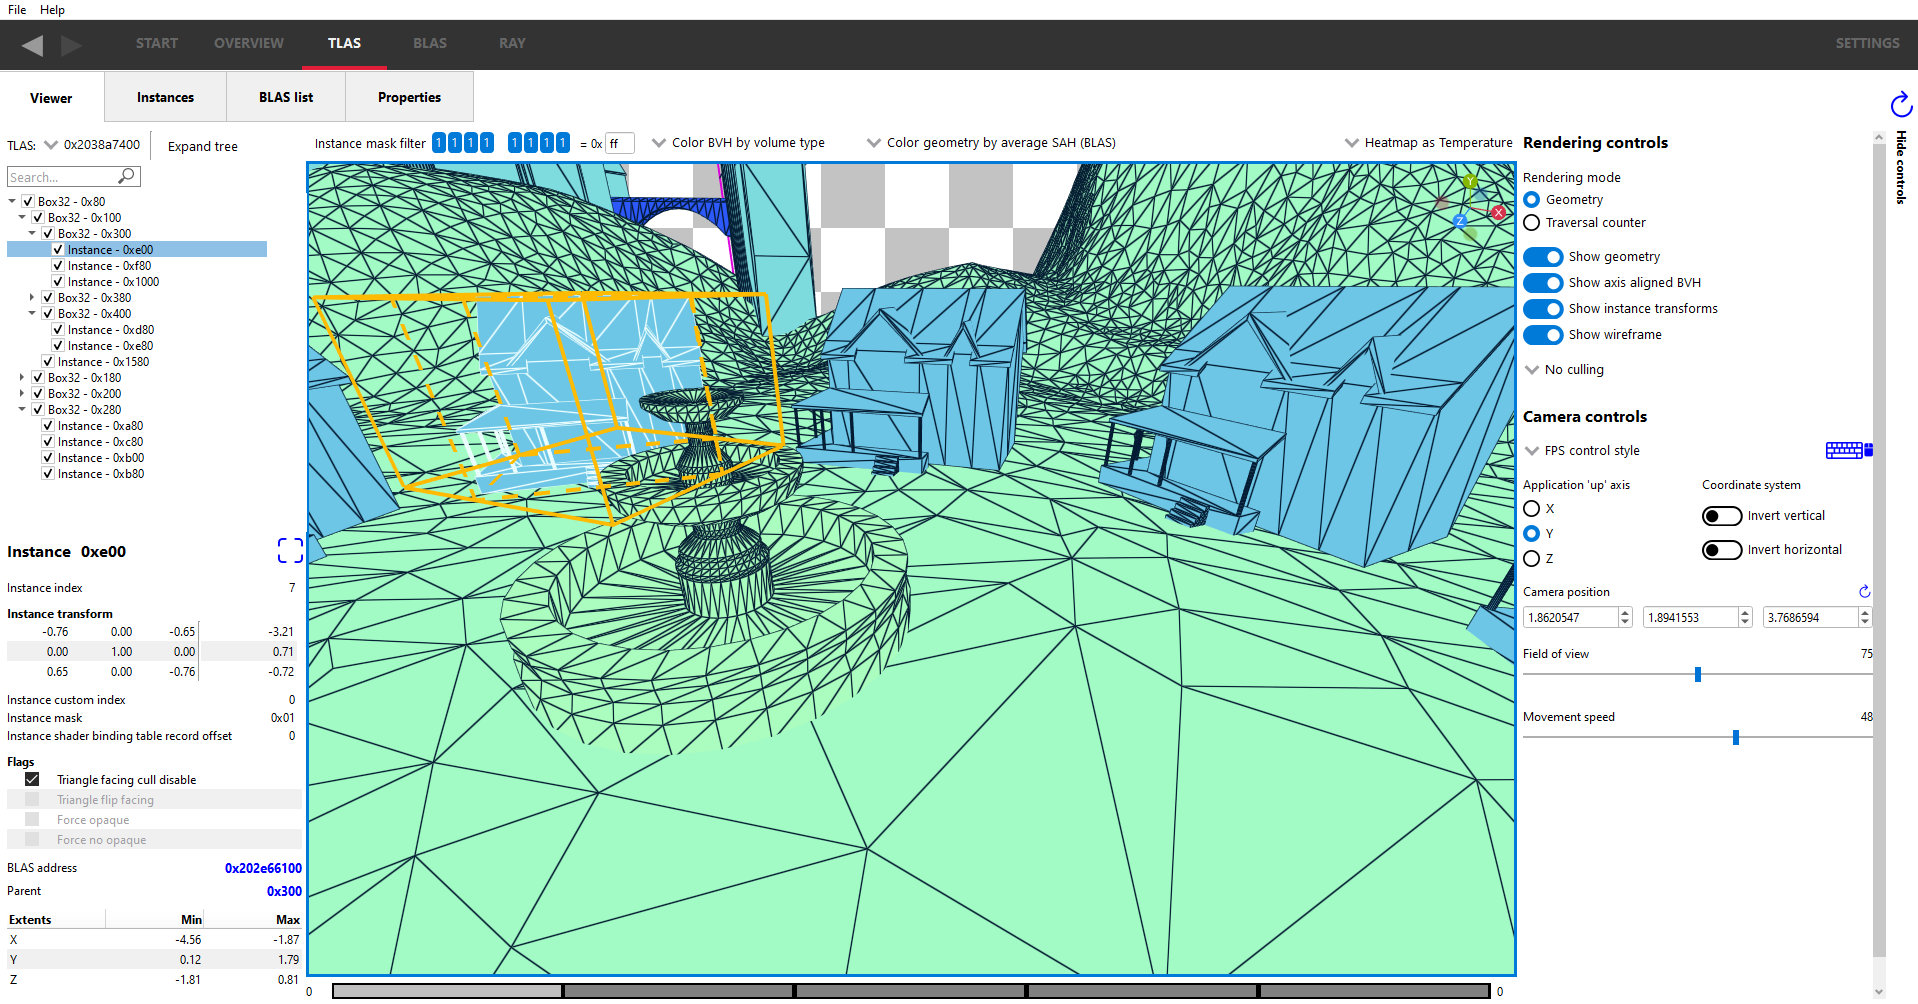 File Help
START OVERVIEW TLAS BLAS RAY SETTINGS
Viewer Instances BLAS list Properties
TLAS: 0x2038a7400 Expand tree
Search...
Box32 - 0x80
Box32 - 0x100
Box32 - 0x300
Instance - 0xe00
Instance - 0xf80
Instance - 0x1000
Box32 - 0x380
Box32 - 0x400
Instance - 0xd80
Instance - 0xe80
Instance - 0x1580
Box32 - 0x180
Box32 - 0x200
Box32 - 0x280
Instance - 0xa80
Instance - 0xc80
Instance - 0xb00
Instance - 0xb80
Instance 0xe00
Instance index 7
Instance transform
-0.76 0.00 -0.65 -3.21
0.00 1.00 0.00 0.71
0.65 0.00 -0.76 -0.72
Instance custom index 0
Instance mask 0x01
Instance shader binding table record offset 0
Flags
Triangle facing cull disable
Triangle flip facing
Force opaque
Force no opaque
BLAS address 0x202e66100
Parent 0x300
Extents Min Max
X -4.56 -1.87
Y 0.12 1.79
Z -1.81 0.81
Instance mask filter 1 1 1 1 1 1 1 1 = 0x ff Color BVH by volume type Color geometry by average SAH (BLAS) Heatmap as Temperature
Y
X
Z
0 0
Rendering controls
Rendering mode
Geometry
Traversal counter
Show geometry
Show axis aligned BVH
Show instance transforms
Show wireframe
No culling
Camera controls
FPS control style
Application 'up' axis Coordinate system
X Invert vertical
Y
Z Invert horizontal
Camera position
1.8620547 1.8941553 3.7686594
Field of view 75
Movement speed 48
Hide controls